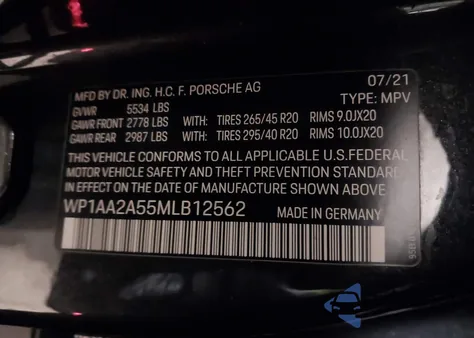 MFD BY DR. ING. H.C. F. PORSCHE AG 07/21
GVWR 5534 LBS TYPE: MPV
GAWR FRONT 2778 LBS WITH: TIRES 265/45 R20 RIMS 9.0JX20
GAWR REAR 2987 LBS WITH: TIRES 295/40 R20 RIMS 10.0JX20
THIS VEHICLE CONFORMS TO ALL APPLICABLE U.S.FEDERAL
MOTOR VEHICLE SAFETY AND THEFT PREVENTION STANDARD
IN EFFECT ON THE DATE OF MANUFACTURE SHOWN ABOVE.
WP1AA2A55MLB12562 MADE IN GERMANY